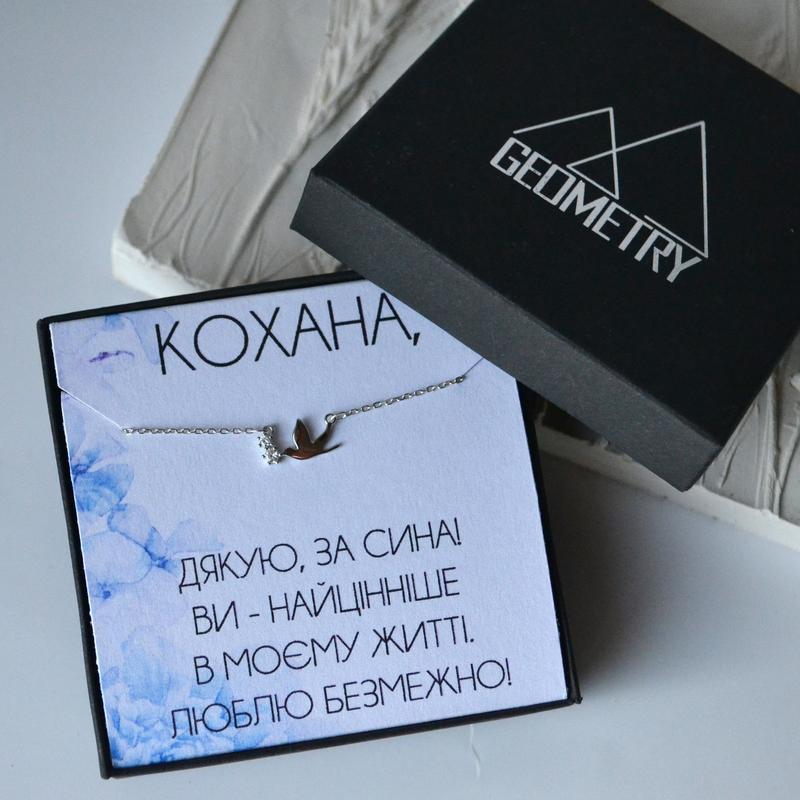 GEOMETRY
КОХАНА,
ДЯКУЮ, ЗА СИНА!
ВИ - НАЙЦІННІШЕ
В МОЄМУ ЖИТТІ.
ЛЮБЛЮ БЕЗМЕЖНО!